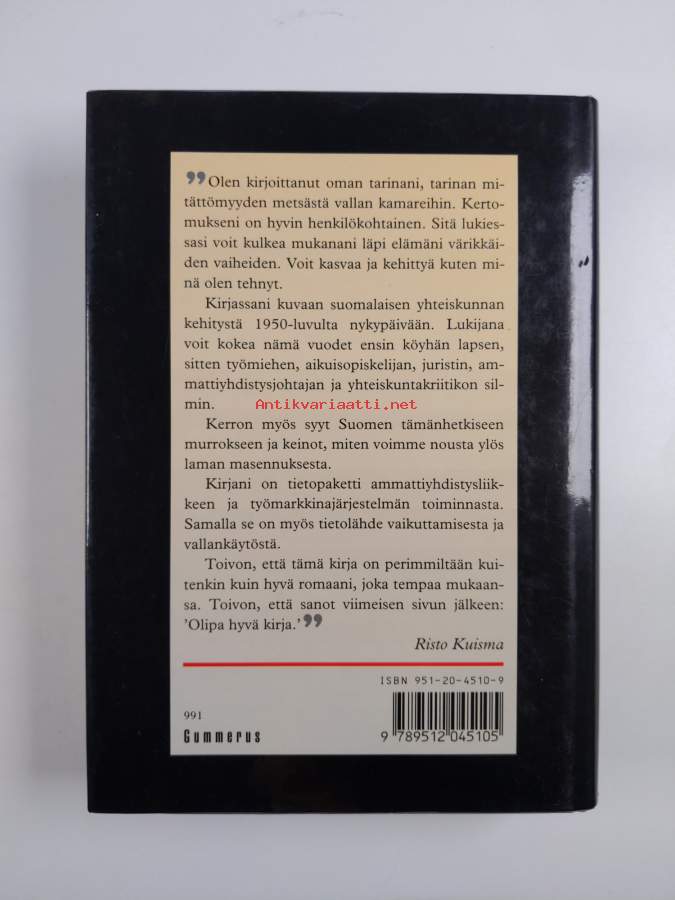 ”Olen kirjoittanut oman tarinani, tarinan mi-
tättömyyden metsästä vallan kamareihin. Kerto-
mukseni on hyvin henkilökohtainen. Sitä lukies-
sasi voit kulkea mukanani läpi elämäni värikkäi-
den vaiheiden. Voit kasvaa ja kehittyä kuten mi-
nä olen tehnyt.
Kirjassani kuvaan suomalaisen yhteiskunnan
kehitystä 1950-luvulta nykypäivään. Lukijana
voit kokea nämä vuodet ensin köyhän lapsen,
sitten työmiehen, aikuisopiskelijan, juristin, am-
mattiyhdistysjohtajan ja yhteiskuntakriitikon sil-
min.
Antikvariaatti.net
Kerron myös syyt Suomen tämänhetkiseen
murrokseen ja keinot, miten voimme nousta ylös
laman masennuksesta.
Kirjani on tietopaketti ammattiyhdistysliik-
keen ja työmarkkinajärjestelmän toiminnasta.
Samalla se on myös tietolähde vaikuttamisesta ja
vallankäytöstä.
Toivon, että tämä kirja on perimmiltään kui-
tenkin kuin hyvä romaani, joka tempaa mukaan-
sa. Toivon, että sanot viimeisen sivun jälkeen:
’Olipa hyvä kirja.’”
Risto Kuisma
ISBN 951-20-4510-9
991
Gummerus
9 789512 045105